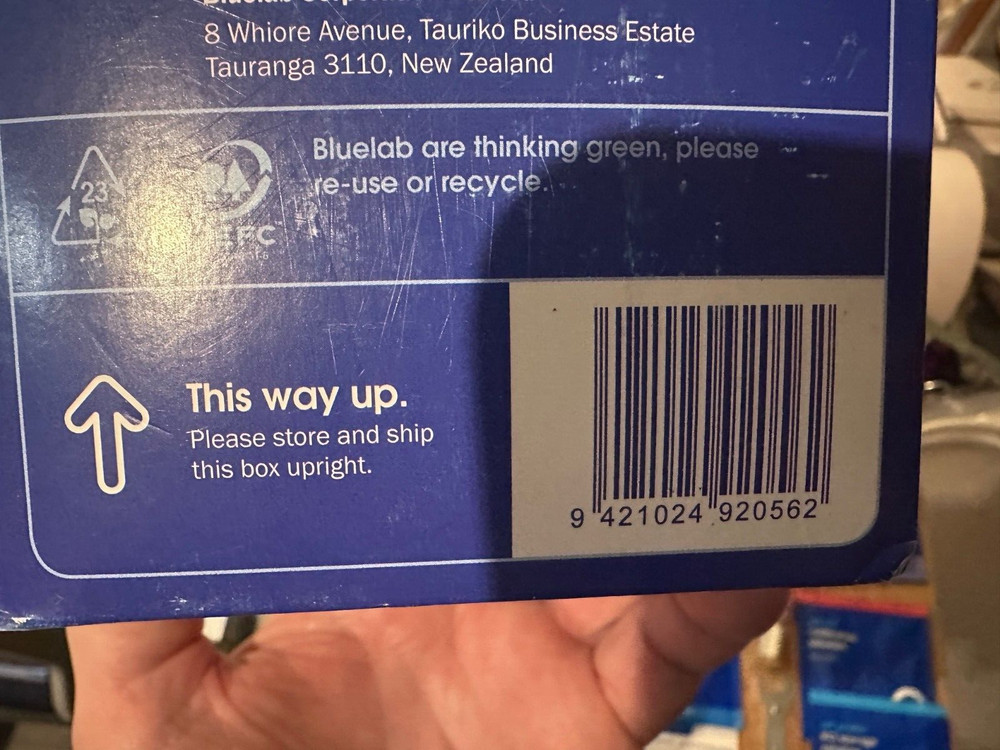 8 Whiore Avenue, Tauriko Business Estate
Tauranga 3110, New Zealand
23
Bluelab are thinking green, please
re-use or recycle.
This way up.
Please store and ship
this box upright.
9 421024 920562